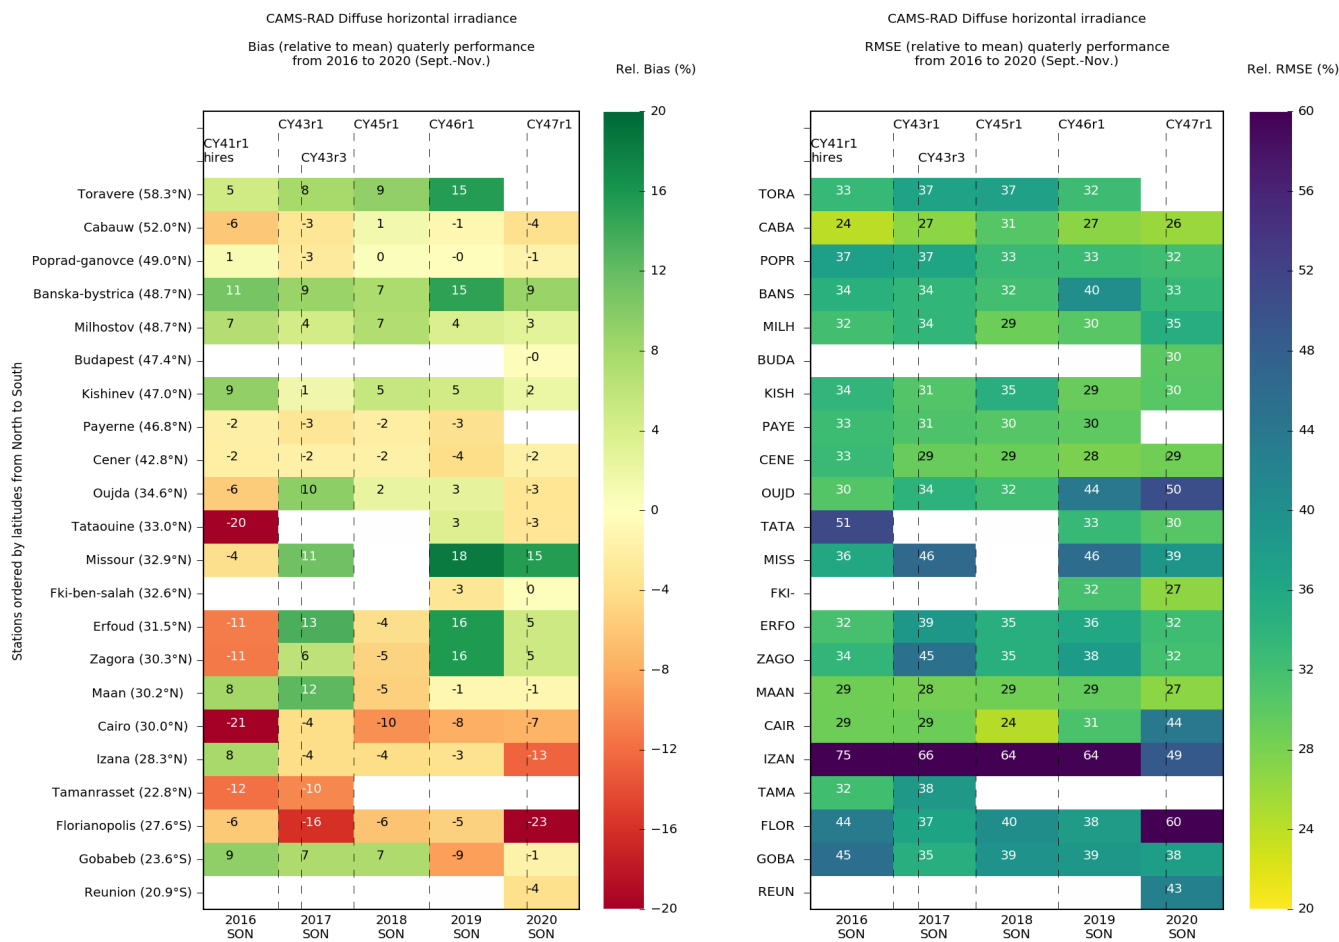 CAMS-RAD Diffuse horizontal irradiance
Bias (relative to mean) quaterly performance
from 2016 to 2020 (Sept.-Nov.)
Rel. Bias (%)
CY43r1 CY45r1 CY46r1 CY47r1
CY41r1
hires
CY43r3
Stations ordered by latitudes from North to South
Toravere (58.3°N) 5 8 9 15
Cabauw (52.0°N) -6 -3 1 -1 -4
Poprad-ganovce (49.0°N) 1 -3 0 -0 -1
Banska-bystrica (48.7°N) 11 9 7 15 9
Milhostov (48.7°N) 7 4 7 4 3
Budapest (47.4°N) -0
Kishinev (47.0°N) 9 1 5 5 2
Payerne (46.8°N) -2 -3 -2 -3
Cener (42.8°N) -2 -2 -2 -4 -2
Oujda (34.6°N) -6 10 2 3 -3
Tataouine (33.0°N) -20 3 -3
Missour (32.9°N) -4 11 18 15
Fki-ben-salah (32.6°N) -3 0
Erfoud (31.5°N) -11 13 -4 16 5
Zagora (30.3°N) -11 6 -5 16 5
Maan (30.2°N) 8 12 -5 -1 -1
Cairo (30.0°N) -21 -4 -10 -8 -7
Izana (28.3°N) 8 -4 -4 -3 -13
Tamanrasset (22.8°N) -12 -10
Florianopolis (27.6°S) -6 -16 -6 -5 -23
Gobabeb (23.6°S) 9 7 7 -9 -1
Reunion (20.9°S) -4
2016 2017 2018 2019 2020
SON SON SON SON SON
20
16
12
8
4
0
−4
−8
−12
−16
−20
CAMS-RAD Diffuse horizontal irradiance
RMSE (relative to mean) quaterly performance
from 2016 to 2020 (Sept.-Nov.)
Rel. RMSE (%)
CY43r1 CY45r1 CY46r1 CY47r1
CY41r1
hires
CY43r3
TORA 33 37 37 32
CABA 24 27 31 27 26
POPR 37 37 33 33 32
BANS 34 34 32 40 33
MILH 32 34 29 30 35
BUDA 30
KISH 34 31 35 29 30
PAYE 33 31 30 30
CENE 33 29 29 28 29
OUJD 30 34 32 44 50
TATA 51 33 30
MISS 36 46 46 39
FKI- 32 27
ERFO 32 39 35 36 32
ZAGO 34 45 35 38 32
MAAN 29 28 29 29 27
CAIR 29 29 24 31 44
IZAN 75 66 64 64 49
TAMA 32 38
FLOR 44 37 40 38 60
GOBA 45 35 39 39 38
REUN 43
2016 2017 2018 2019 2020
SON SON SON SON SON
60
56
52
48
44
40
36
32
28
24
20